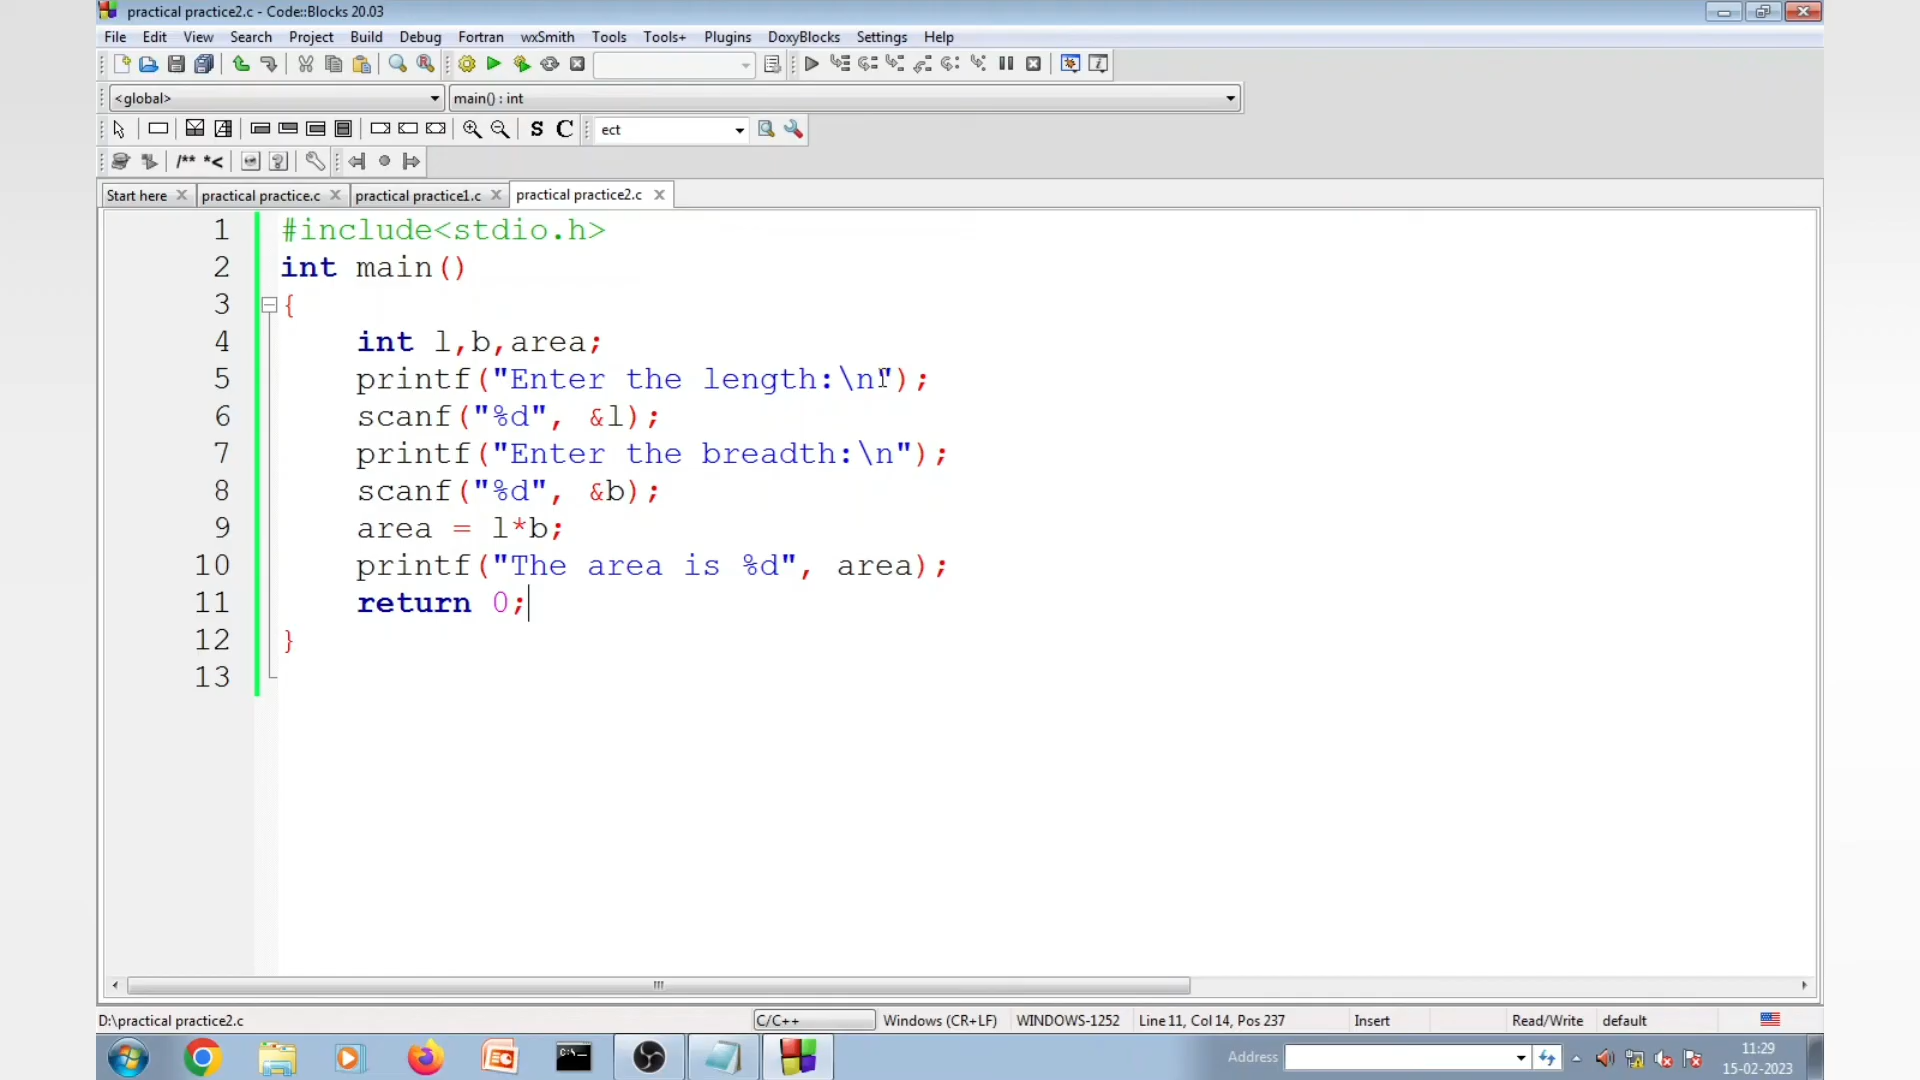 practical practice2.c - Code::Blocks 20.03
File Edit View Search Project Build Debug Fortran wxSmith Tools Tools+ Plugins DoxyBlocks Settings Help
<global> main() : int
S C ect
/** *<
Start here practical practice.c practical practice1.c practical practice2.c
1 #include<stdio.h>
2 int main()
3 {
4 int l,b,area;
5 printf("Enter the length:\n");
6 scanf("%d", &l);
7 printf("Enter the breadth:\n");
8 scanf("%d", &b);
9 area = l*b;
10 printf("The area is %d", area);
11 return 0;
12 }
13
D:\practical practice2.c C/C++ Windows (CR+LF) WINDOWS-1252 Line 11, Col 14, Pos 237 Insert Read/Write default
Address 11:29
15-02-2023